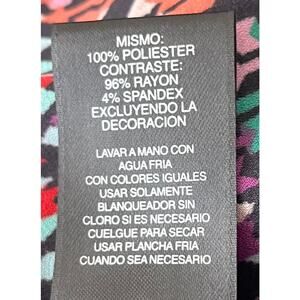 MISMO:
100% POLIESTER
CONTRASTE:
96% RAYON
4% SPANDEX
EXCLUYENDO LA
DECORACION
LAVAR A MANO CON
AGUA FRIA
CON COLORES IGUALES
USAR SOLAMENTE
BLANQUEADOR SIN
CLORO SI ES NECESARIO
CUELGUE PARA SECAR
USAR PLANCHA FRIA
CUANDO SEA NECESARIO